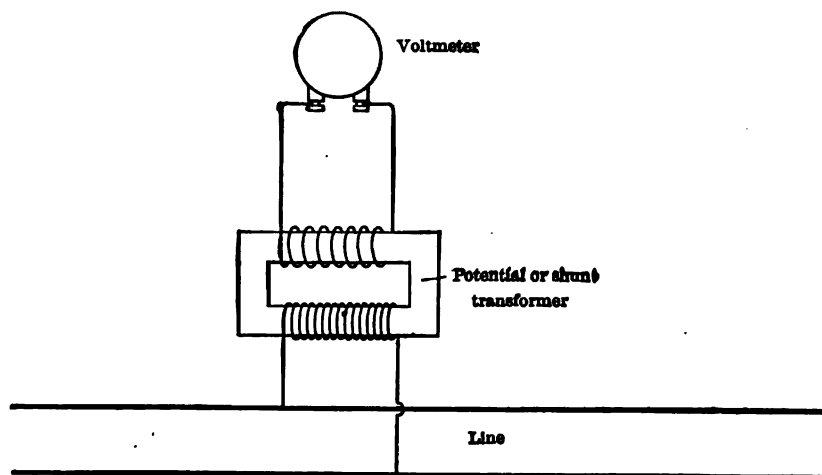 Voltmeter
Potential or shunt
transformer
Line